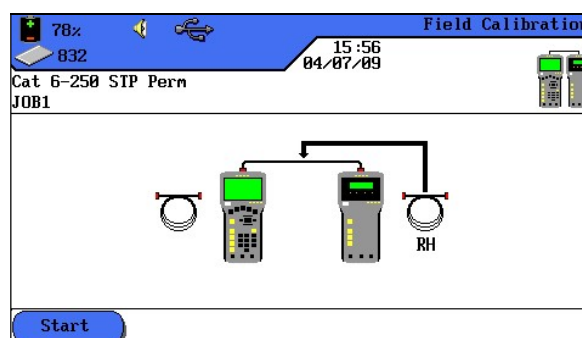 78%
Field Calibration
832
15:56
04/07/09
Cat 6-250 STP Perm
JOB1
RH
Start